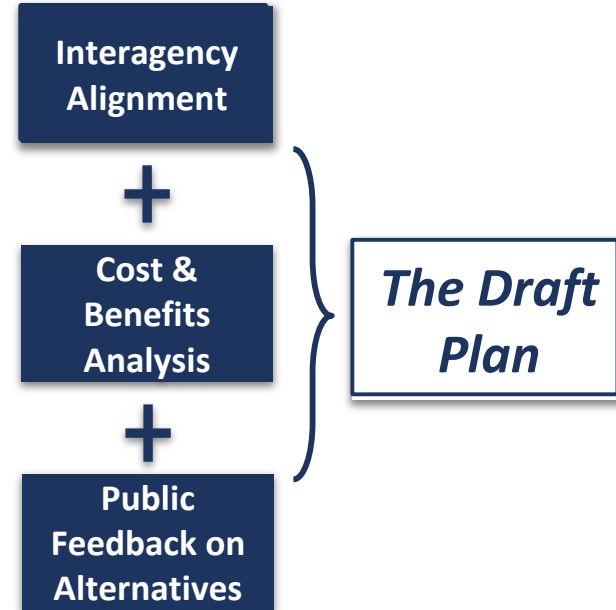 Interagency
Alignment
+
Cost &
Benefits
Analysis
+
Public
Feedback on
Alternatives
The Draft
Plan